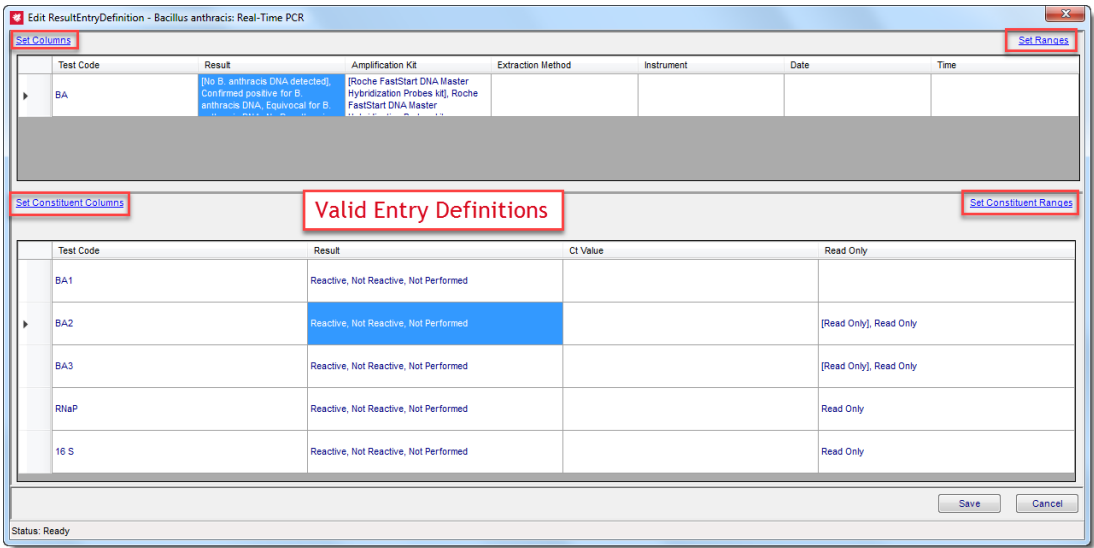 Edit ResultEntryDefinition - Bacillus anthracis: Real-Time PCR
Set Columns
Set Ranges
Test Code Result Amplification Kit Extraction Method Instrument Date Time
BA
[No B. anthracis DNA detected],
Confirmed positive for B.
anthracis DNA, Equivocal for B.
[Roche FastStart DNA Master
Hybridization Probes kit], Roche
FastStart DNA Master
Set Constituent Columns
Valid Entry Definitions
Set Constituent Ranges
Test Code Result Ct Value Read Only
BA1 Reactive, Not Reactive, Not Performed
BA2 Reactive, Not Reactive, Not Performed [Read Only], Read Only
BA3 Reactive, Not Reactive, Not Performed [Read Only], Read Only
RNaP Reactive, Not Reactive, Not Performed Read Only
16 S Reactive, Not Reactive, Not Performed Read Only
Save Cancel
Status: Ready